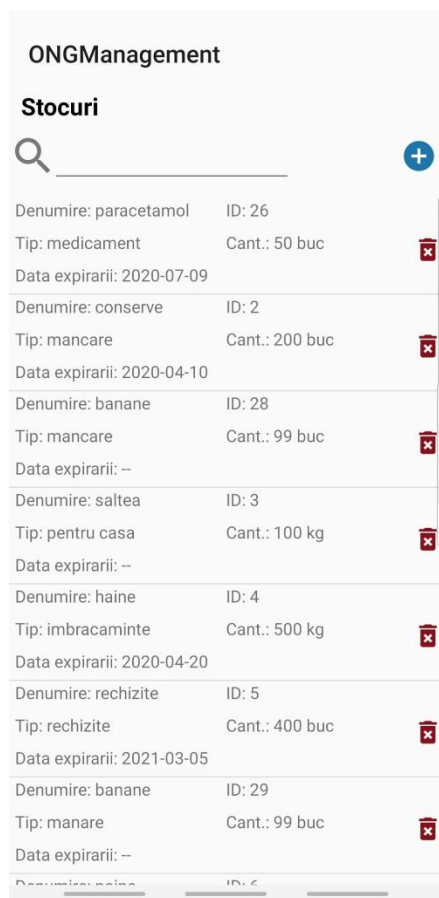 ONGManagement
Stocuri
Denumire: paracetamol ID: 26
Tip: medicament Cant.: 50 buc
Data expirarii: 2020-07-09
Denumire: conserve ID: 2
Tip: mancare Cant.: 200 buc
Data expirarii: 2020-04-10
Denumire: banane ID: 28
Tip: mancare Cant.: 99 buc
Data expirarii: --
Denumire: saltea ID: 3
Tip: pentru casa Cant.: 100 kg
Data expirarii: --
Denumire: haine ID: 4
Tip: imbracaminte Cant.: 500 kg
Data expirarii: 2020-04-20
Denumire: rechizite ID: 5
Tip: rechizite Cant.: 400 buc
Data expirarii: 2021-03-05
Denumire: banane ID: 29
Tip: manare Cant.: 99 buc
Data expirarii: --